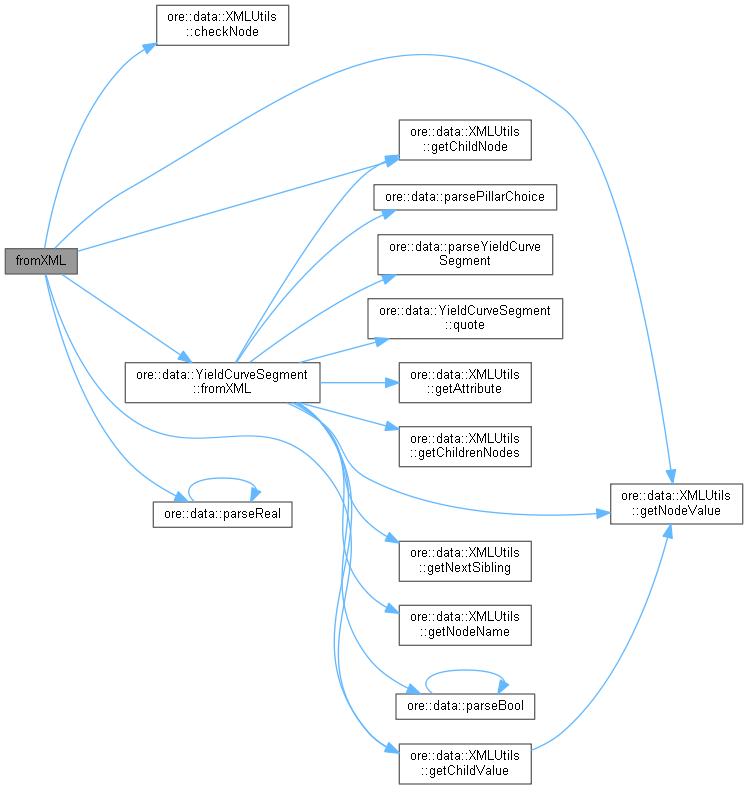 ore::data::XMLUtils
::checkNode
ore::data::XMLUtils
::getChildNode
ore::data::parsePillarChoice
ore::data::parseYieldCurve
Segment
fromXML
ore::data::YieldCurveSegment
::quote
ore::data::YieldCurveSegment
::fromXML
ore::data::XMLUtils
::getAttribute
ore::data::XMLUtils
::getChildrenNodes
ore::data::parseReal
ore::data::XMLUtils
::getNodeValue
ore::data::XMLUtils
::getNextSibling
ore::data::XMLUtils
::getNodeName
ore::data::parseBool
ore::data::XMLUtils
::getChildValue